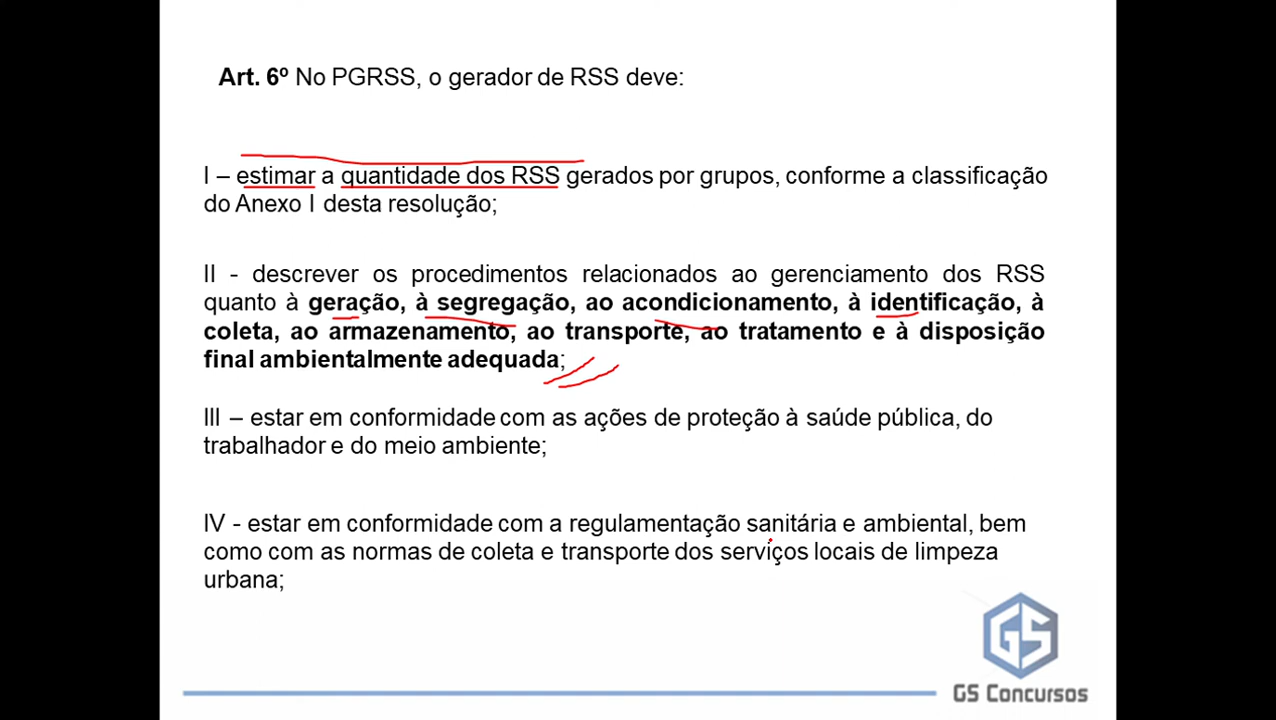 Art. 6º No PGRSS, o gerador de RSS deve:
I – estimar a quantidade dos RSS gerados por grupos, conforme a classificação
do Anexo I desta resolução;
II - descrever os procedimentos relacionados ao gerenciamento dos RSS
quanto à geração, à segregação, ao acondicionamento, à identificação, à
coleta, ao armazenamento, ao transporte, ao tratamento e à disposição
final ambientalmente adequada;
III – estar em conformidade com as ações de proteção à saúde pública, do
trabalhador e do meio ambiente;
IV - estar em conformidade com a regulamentação sanitária e ambiental, bem
como com as normas de coleta e transporte dos serviços locais de limpeza
urbana;
GS
GS Concursos